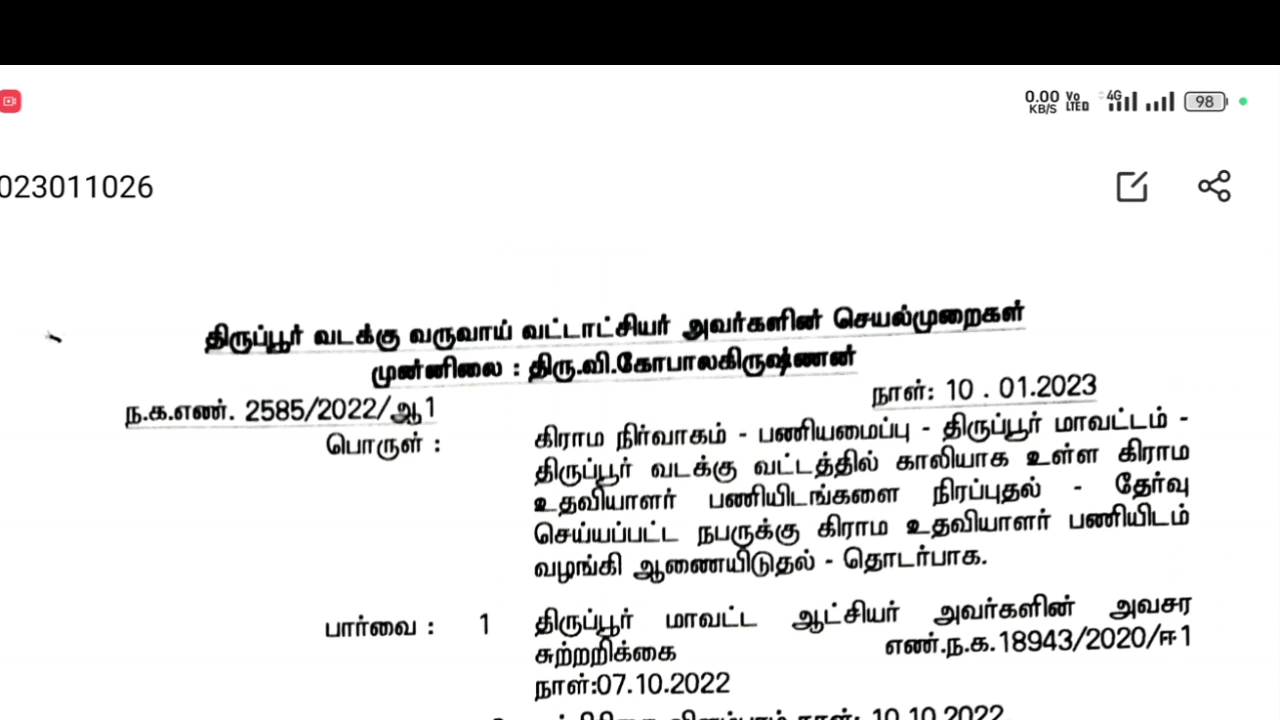 0.00 KB/S Vo LTE D 4G 98
023011026
திருப்பூர் வடக்கு வருவாய் வட்டாட்சியர் அவர்களின் செயல்முறைகள்
முன்னிலை : திரு.வி.கோபாலகிருஷ்ணன்
ந.க.எண். 2585/2022/ஆ1 நாள்: 10 . 01.2023
பொருள் : கிராம நிர்வாகம் - பணியமைப்பு - திருப்பூர் மாவட்டம் -
திருப்பூர் வடக்கு வட்டத்தில் காலியாக உள்ள கிராம
உதவியாளர் பணியிடங்களை நிரப்புதல் - தேர்வு
செய்யப்பட்ட நபருக்கு கிராம உதவியாளர் பணியிடம்
வழங்கி ஆணையிடுதல் - தொடர்பாக.
பார்வை : 1 திருப்பூர் மாவட்ட ஆட்சியர் அவர்களின் அவசர
சுற்றறிக்கை எண்.ந.க.18943/2020/ஈ1
நாள்:07.10.2022
நாள்: 10.10.2022.